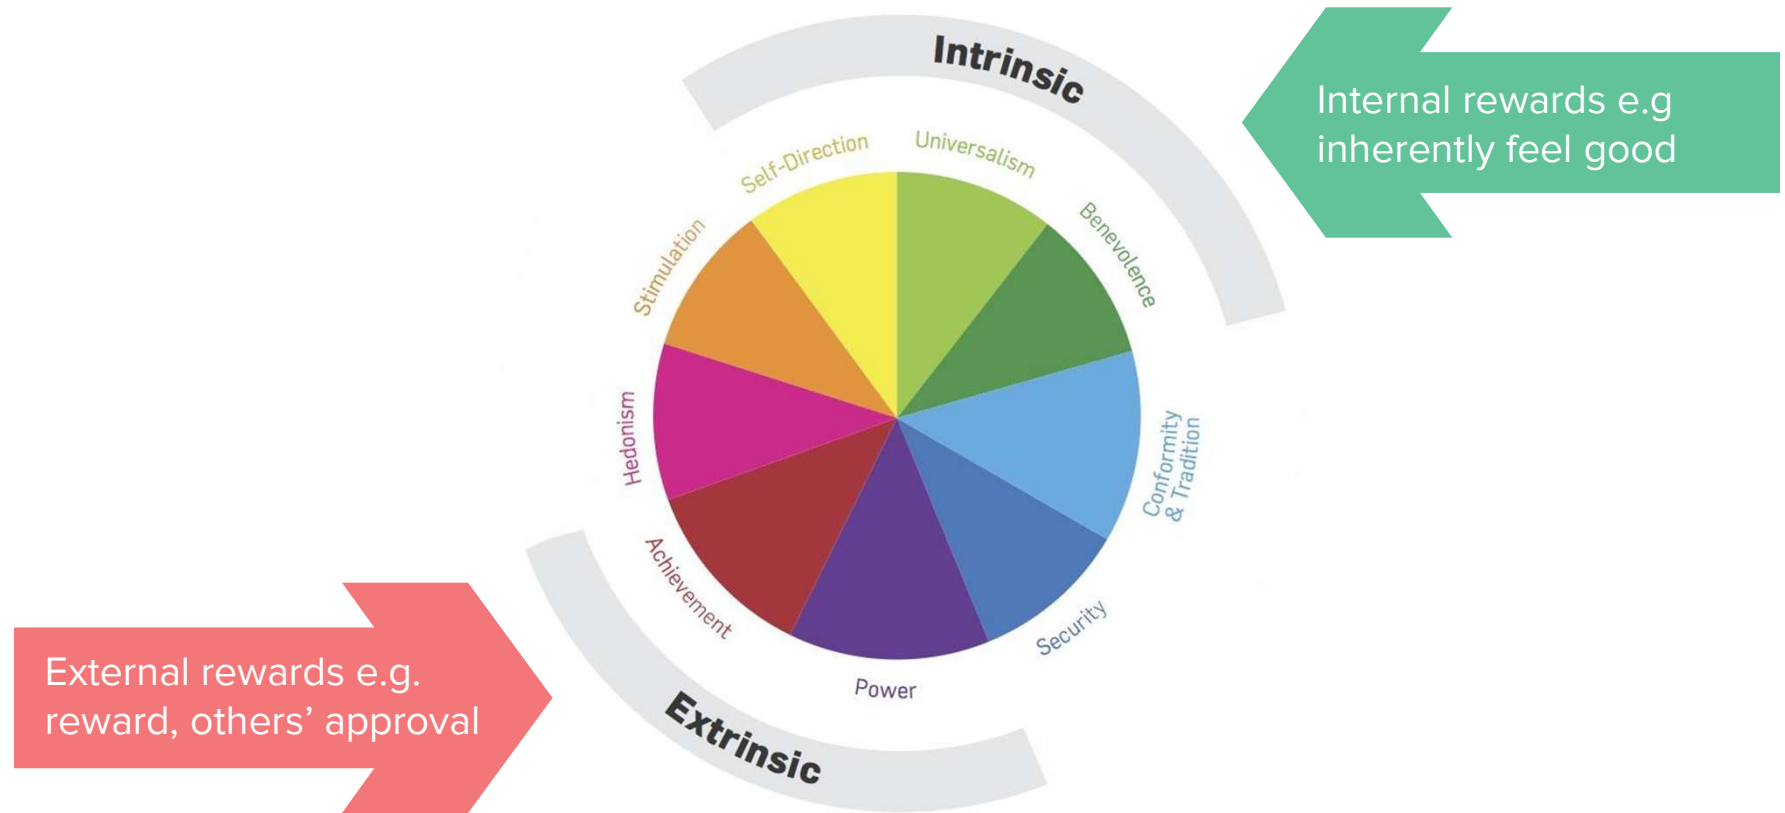 Intrinsic
Internal rewards e.g
inherently feel good
Self-Direction
Universalism
Benevolence
Stimulation
Hedonism
Conformity
& Tradition
Achievement
Security
Power
External rewards e.g.
reward, others’ approval
Extrinsic